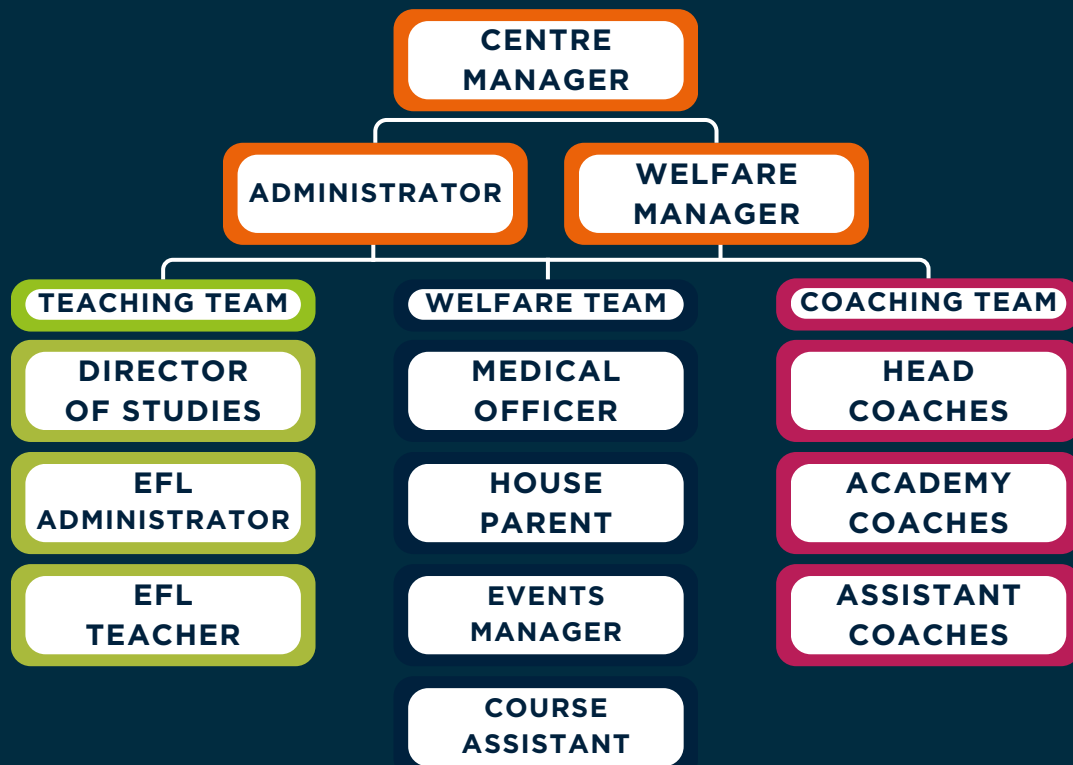 CENTRE
MANAGER
ADMINISTRATOR
WELFARE
MANAGER
TEACHING TEAM
DIRECTOR
OF STUDIES
EFL
ADMINISTRATOR
EFL
TEACHER
WELFARE TEAM
MEDICAL
OFFICER
HOUSE
PARENT
EVENTS
MANAGER
COURSE
ASSISTANT
COACHING TEAM
HEAD
COACHES
ACADEMY
COACHES
ASSISTANT
COACHES